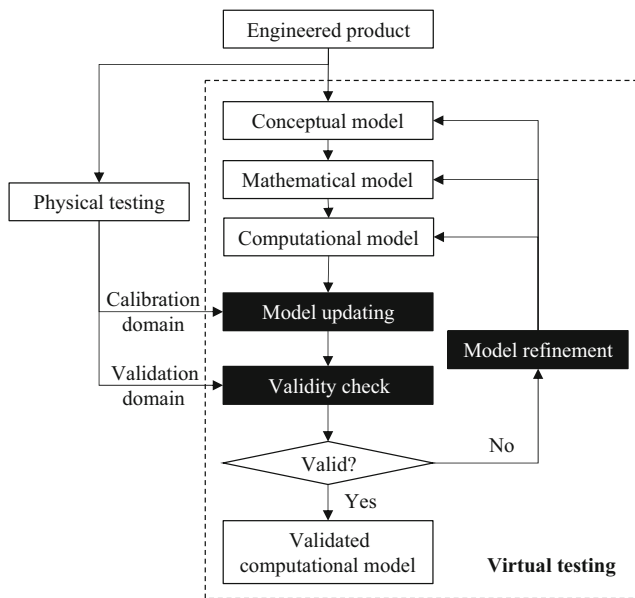 Engineered product
Conceptual model
Mathematical model
Physical testing
Computational model
Calibration
domain
Model updating
Model refinement
Validation
domain
Validity check
No
Valid?
Yes
Validated
computational model
Virtual testing